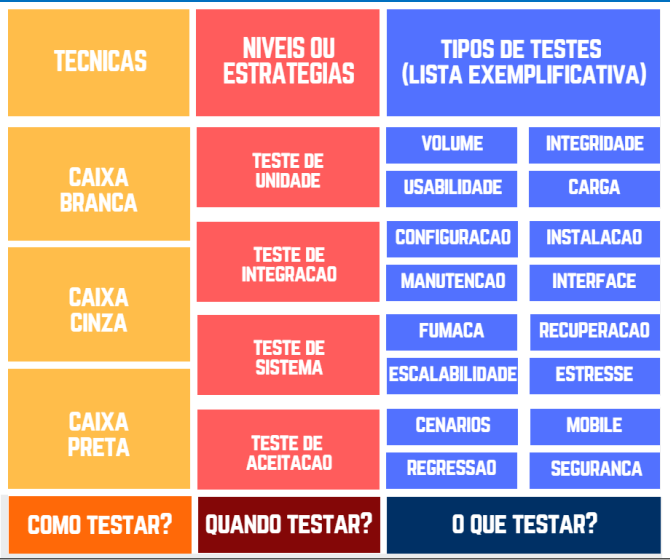 TECNICAS
NIVEIS OU
ESTRATEGIAS
TIPOS DE TESTES
(LISTA EXEMPLIFICATIVA)
CAIXA
BRANCA
CAIXA
CINZA
CAIXA
PRETA
TESTE DE
UNIDADE
TESTE DE
INTEGRACAO
TESTE DE
SISTEMA
TESTE DE
ACEITACAO
VOLUME
INTEGRIDADE
USABILIDADE
CARGA
CONFIGURACAO
INSTALACAO
MANUTENCAO
INTERFACE
FUMACA
RECUPERACAO
ESCALABILIDADE
ESTRESSE
CENARIOS
MOBILE
REGRESSAO
SEGURANCA
COMO TESTAR?
QUANDO TESTAR?
O QUE TESTAR?